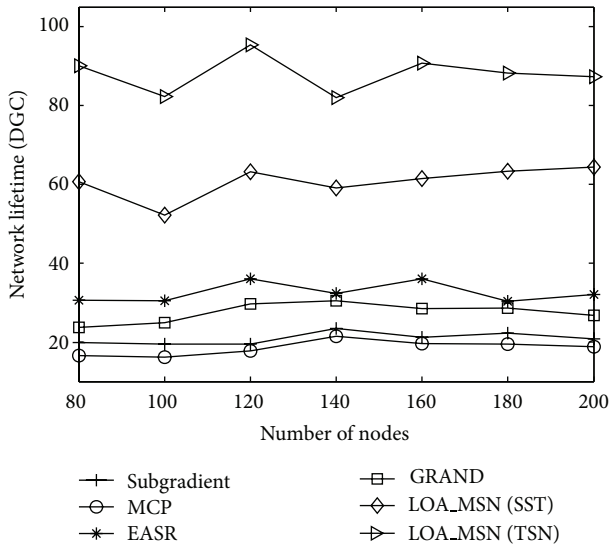 100
80
60
40
20
Network lifetime (DGC)
80 100 120 140 160 180 200
Number of nodes
Subgradient
MCP
EASR
GRAND
LOA_MSN (SST)
LOA_MSN (TSN)